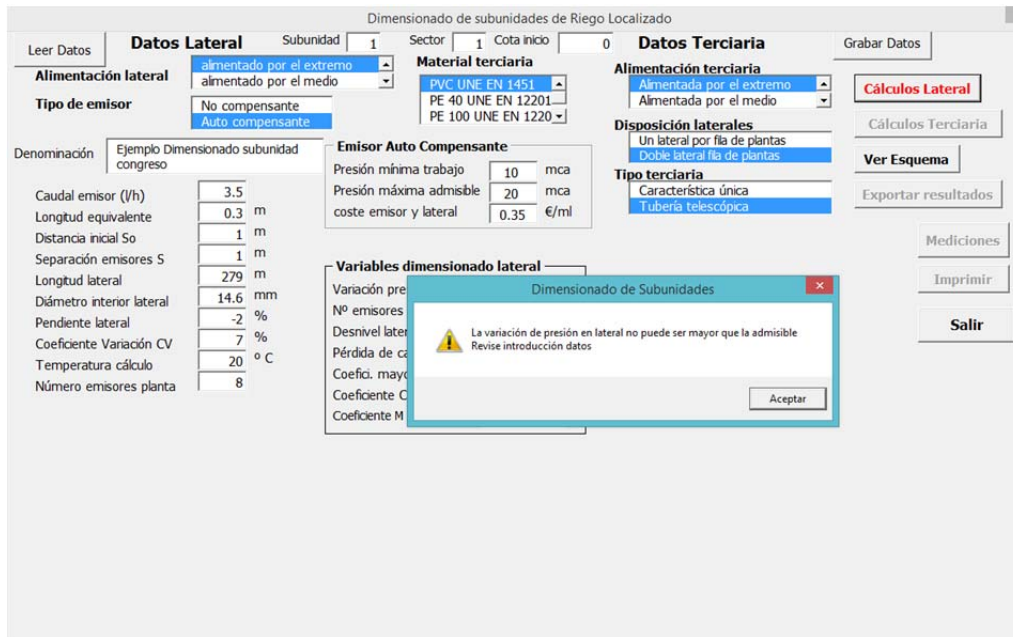 Dimensionado de subunidades de Riego Localizado
Leer Datos
Datos Lateral
Subunidad 1
Sector 1
Cota inicio 0
Datos Terciaria
Grabar Datos
Alimentación lateral
alimentado por el extremo
alimentado por el medio
Tipo de emisor
No compensante
Auto compensante
Material terciaria
PVC UNE EN 1451
PE 40 UNE EN 12201
PE 100 UNE EN 1220
Alimentación terciaria
Alimentada por el extremo
Alimentada por el medio
Disposición laterales
Un lateral por fila de plantas
Doble lateral fila de plantas
Tipo terciaria
Característica única
Tubería telescópica
Cálculos Lateral
Cálculos Terciaria
Ver Esquema
Exportar resultados
Mediciones
Imprimir
Salir
Denominación
Ejemplo Dimensionado subunidad
congreso
Emisor Auto Compensante
Presión mínima trabajo 10 mca
Presión máxima admisible 20 mca
coste emisor y lateral 0.35 €/ml
Caudal emisor (l/h) 3.5
Longitud equivalente 0.3 m
Distancia inicial So 1 m
Separación emisores S 1 m
Longitud lateral 279 m
Diámetro interior lateral 14.6 mm
Pendiente lateral -2 %
Coeficiente Variación CV 7 %
Temperatura cálculo 20 º C
Número emisores planta 8
Variables dimensionado lateral
Variación pre
Nº emisores
Desnivel later
Pérdida de ca
Coefici. mayo
Coeficiente C
Coeficiente M
Dimensionado de Subunidades
La variación de presión en lateral no puede ser mayor que la admisible
Revise introducción datos
Aceptar